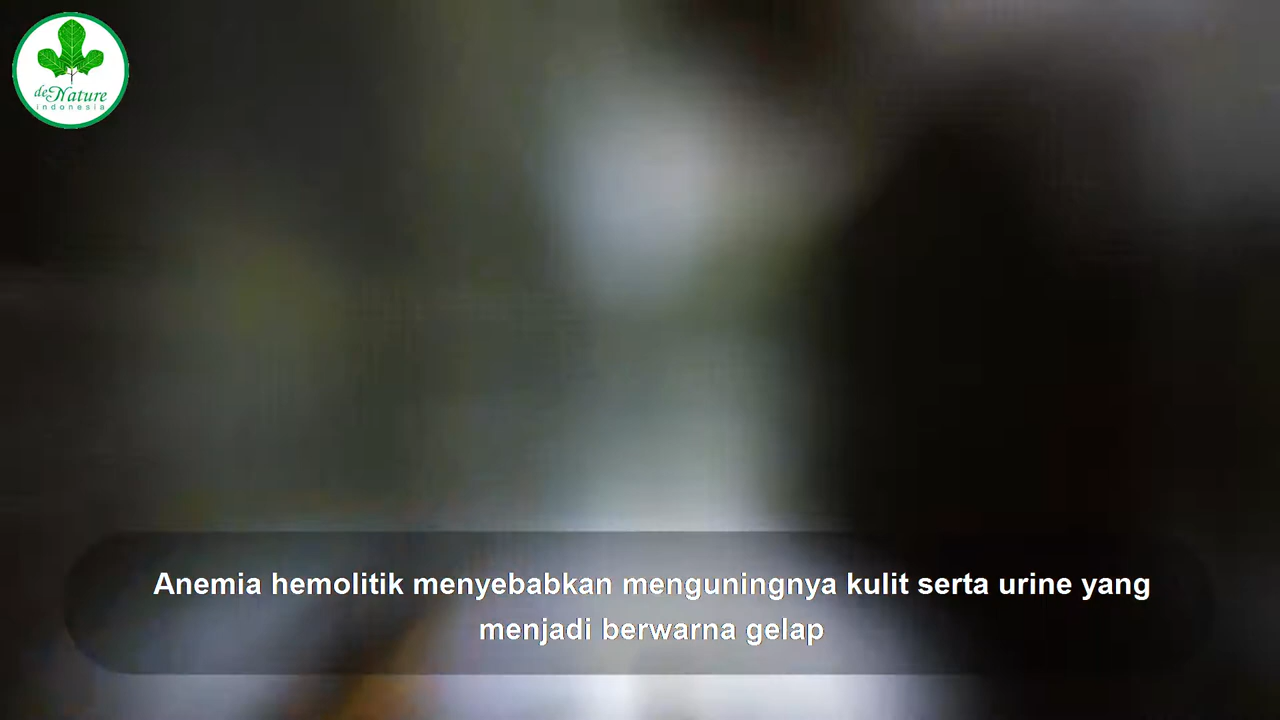 deNature
indonesia
Anemia hemolitik menyebabkan menguningnya kulit serta urine yang
menjadi berwarna gelap